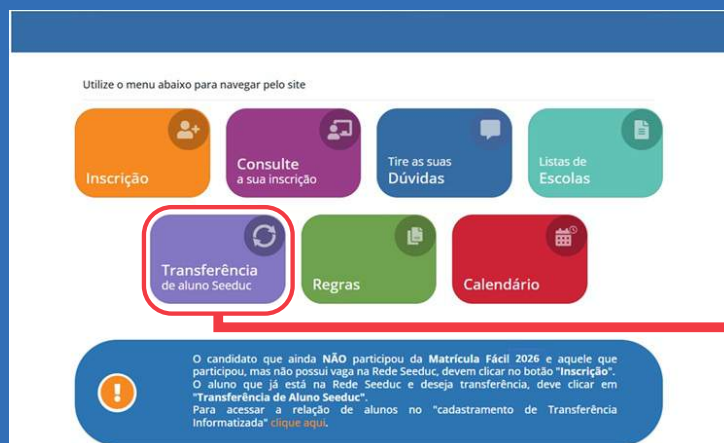 Utilize o menu abaixo para navegar pelo site
Inscrição
Consulte
a sua inscrição
Tire as suas
Dúvidas
Listas de
Escolas
Transferência
de aluno Seeduc
Regras
Calendário
O candidato que ainda NÃO participou da Matrícula Fácil 2026 e aquele que
participou, mas não possui vaga na Rede Seeduc, devem clicar no botão "Inscrição".
O aluno que já está na Rede Seeduc e deseja transferência, deve clicar em
"Transferência de Aluno Seeduc".
Para acessar a relação de alunos no "cadastramento de Transferência
Informatizada" clique aqui.